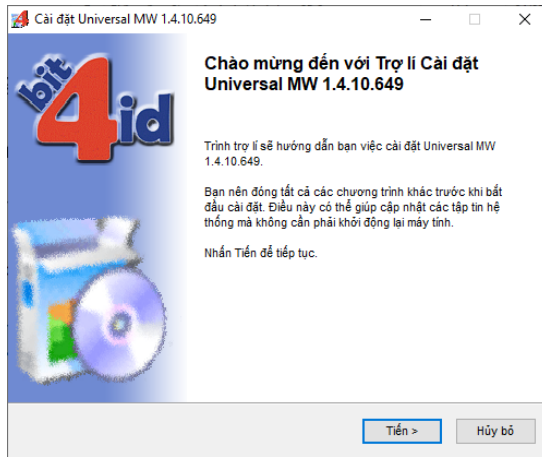 Cài đặt Universal MW 1.4.10.649
bit
4id
Chào mừng đến với Trợ lí Cài đặt
Universal MW 1.4.10.649
Trình trợ lí sẽ hướng dẫn bạn việc cài đặt Universal MW
1.4.10.649.
Bạn nên đóng tất cả các chương trình khác trước khi bắt
đầu cài đặt. Điều này có thể giúp cập nhật các tập tin hệ
thống mà không cần phải khởi động lại máy tính.
Nhấn Tiến để tiếp tục.
Tiến >
Hủy bỏ